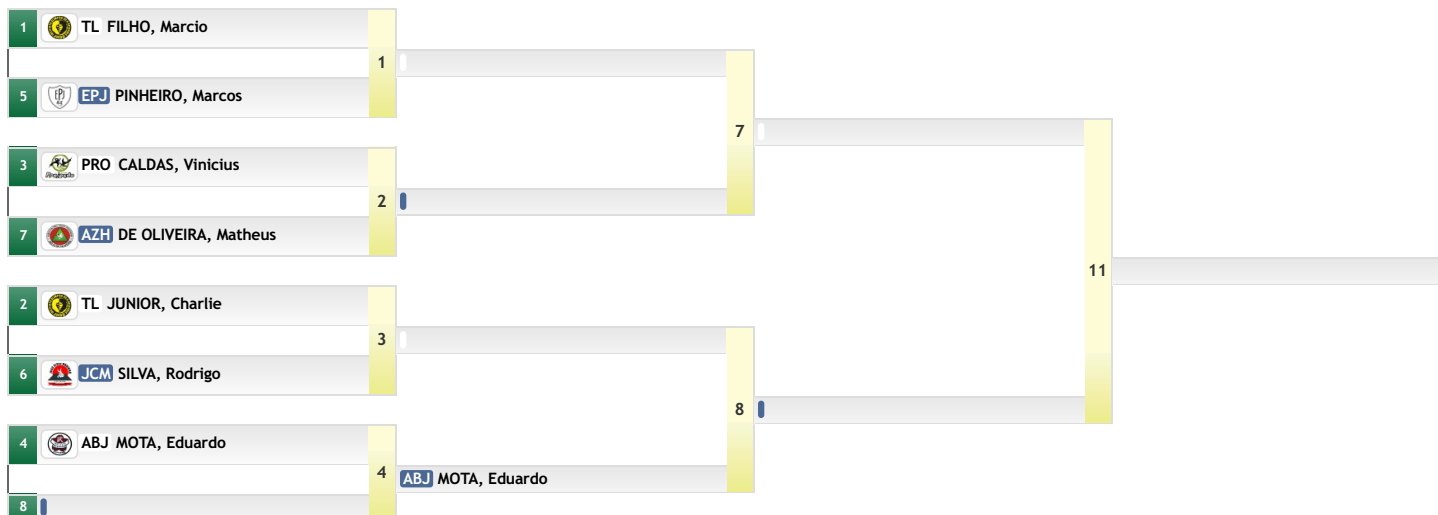 1 TL FILHO, Marcio
1
5 EPJ PINHEIRO, Marcos
7
3 PRO CALDAS, Vinicius
2
7 AZH DE OLIVEIRA, Matheus
11
2 TL JUNIOR, Charlie
3
6 JCM SILVA, Rodrigo
8
4 ABJ MOTA, Eduardo
4 ABJ MOTA, Eduardo
8